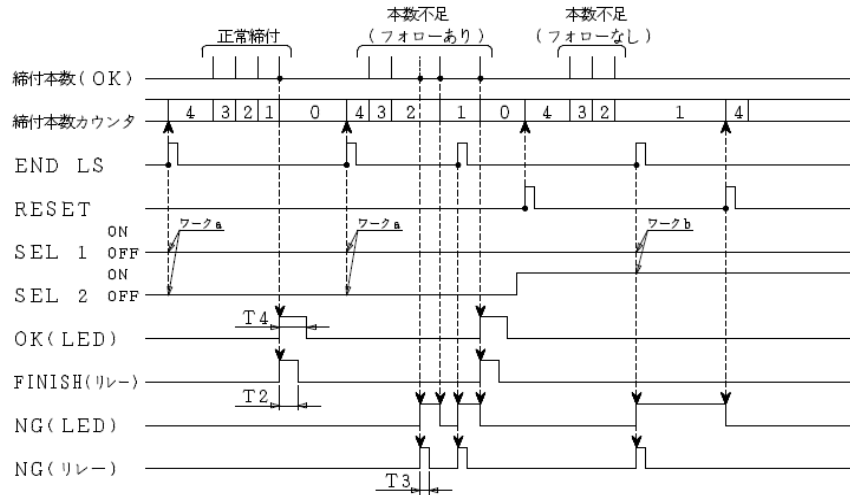 正常締付
本数不足
(フォローあり)
本数不足
(フォローなし)
締付本数(OK)
締付本数カウンタ
4 3 2 1 0 4 3 2 1 0 4 3 2 1 4
END LS
RESET
ワークa ワークa ワークb
ON
SEL 1 OFF
ON
SEL 2 OFF
T4
OK(LED)
FINISH(リレー)
T2
NG(LED)
NG(リレー)
T3